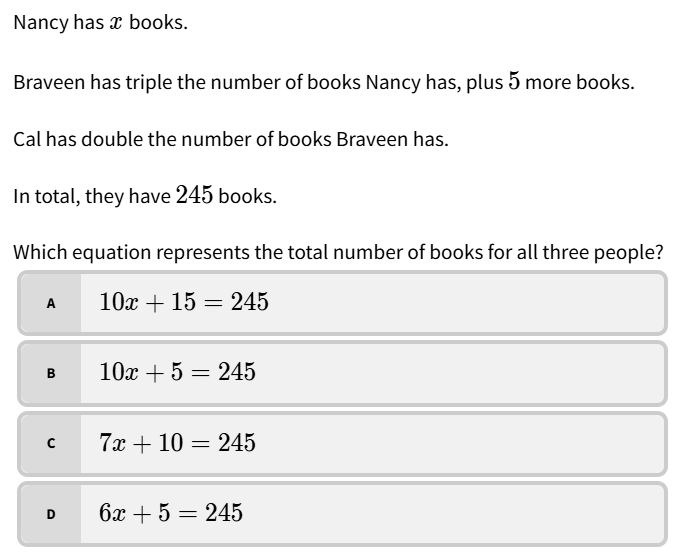 Nancy has x books.
Braveen has triple the number of books Nancy has, plus 5 more books.
Cal has double the number of books Braveen has.
In total, they have 245 books.
Which equation represents the total number of books for all three people?
A 10x + 15 = 245
B 10x + 5 = 245
C 7x + 10 = 245
D 6x + 5 = 245